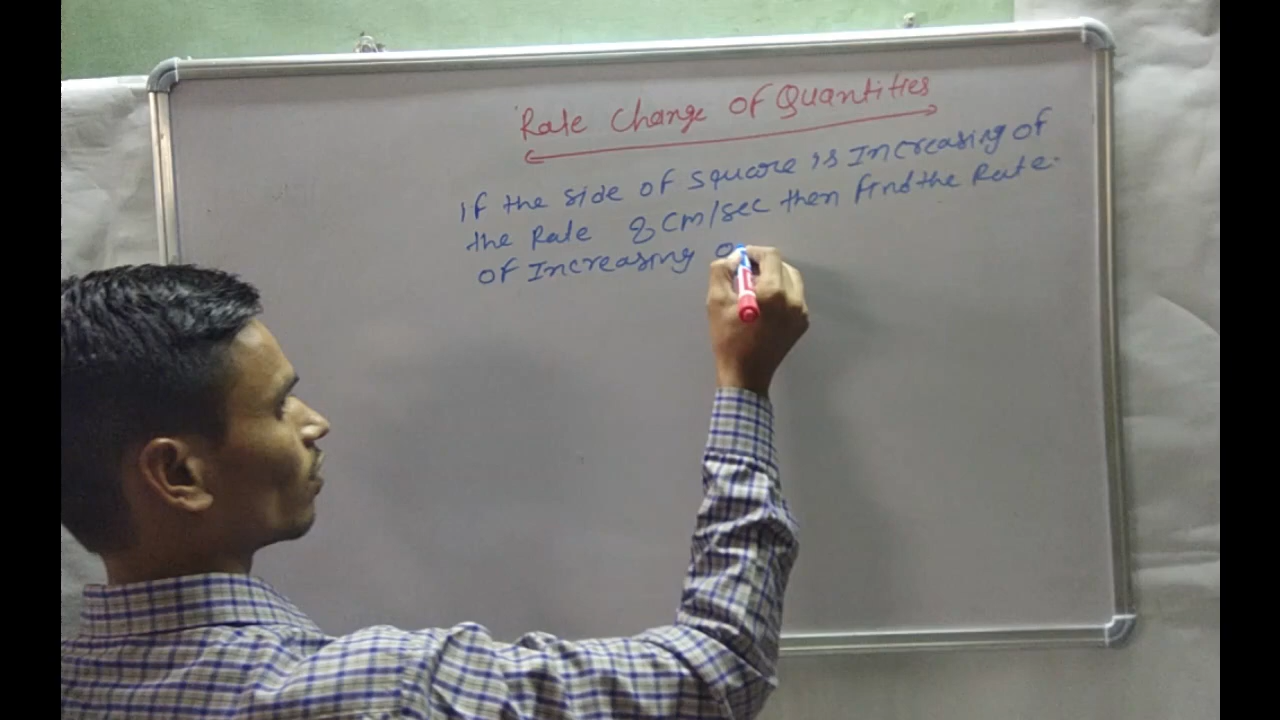 Rate Change Of Quantities
If the side of square is Increasing of
the Rate 8 cm/sec then find the Rate
of Increasing